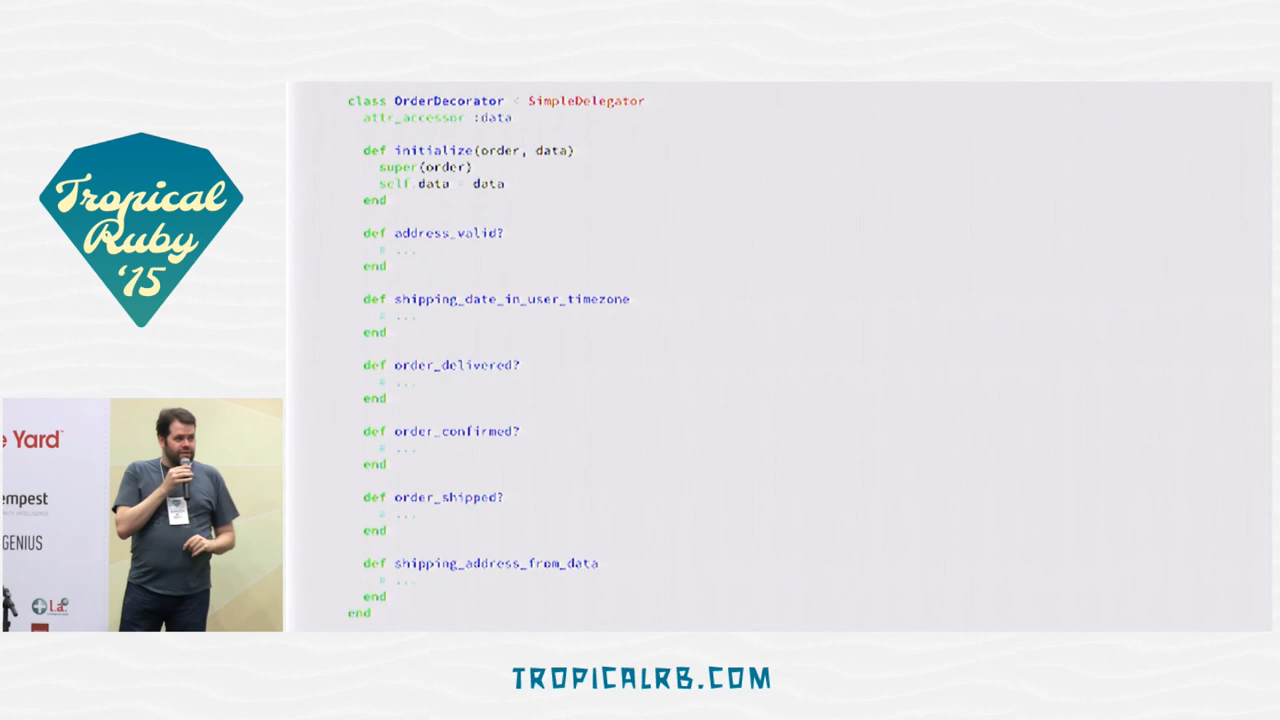 Tropical
Ruby
'15
class OrderDecorator < SimpleDelegator
attr_accessor :data
def initialize(order, data)
super(order)
self.data = data
end
def address_valid?
# ...
end
def shipping_date_in_user_timezone
# ...
end
def order_delivered?
# ...
end
def order_confirmed?
# ...
end
def order_shipped?
# ...
end
def shipping_address_from_data
# ...
end
end
e Yard
empest
GENIUS
TROPICALRB.COM